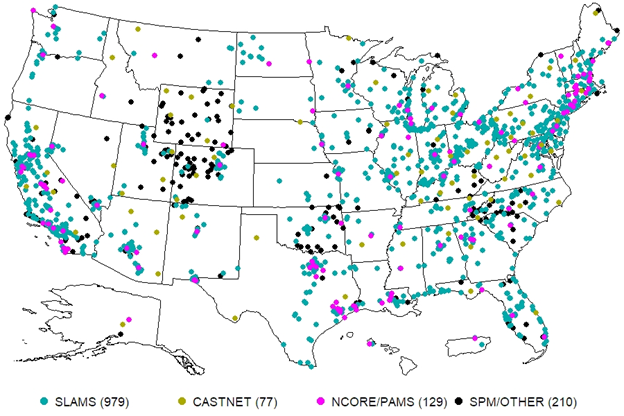 SLAMS (979) CASTNET (77) NCORE/PAMS (129) SPM/OTHER (210)